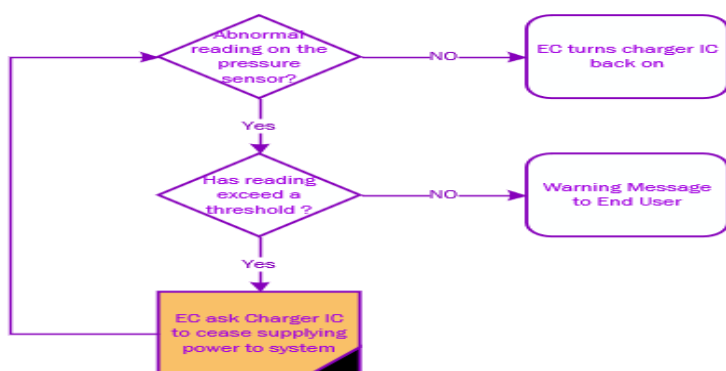 Abnormal
reading on the
pressure
sensor?
NO
EC turns charger IC
back on
Yes
Has reading
exceed a
threshold ?
NO
Warning Message
to End User
Yes
EC ask Charger IC
to cease supplying
power to system